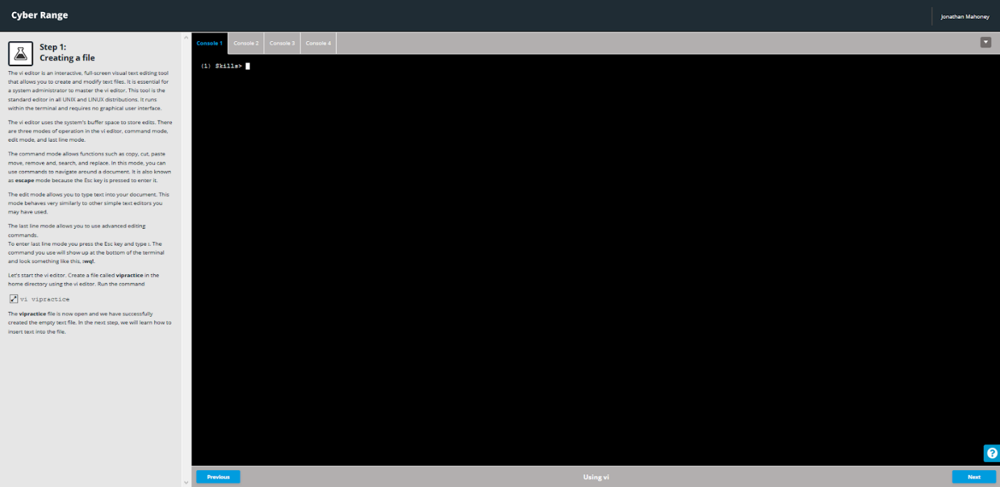 Cyber Range
Jonathan Mahoney
Step 1:
Creating a file
The vi editor is an interactive, full-screen visual text editing tool
that allows you to create and modify text files. It is essential for
a system administrator to master the vi editor. This tool is the
standard editor in all UNIX and LINUX distributions. It runs
within the terminal and requires no graphical user interface.
The vi editor uses the system's buffer space to store edits. There
are three modes of operation in the vi editor, command mode,
edit mode, and last line mode.
The command mode allows functions such as copy, cut, paste
move, remove and, search, and replace. In this mode, you can
use commands to navigate around a document. It is also known
as escape mode because the Esc key is pressed to enter it.
The edit mode allows you to type text into your document. This
mode behaves very similarly to other simple text editors you
may have used.
The last line mode allows you to use advanced editing
commands.
To enter last line mode you press the Esc key and type :. The
command you use will show up at the bottom of the terminal
and look something like this, :wq!.
Let's start the vi editor. Create a file called vipractice in the
home directory using the vi editor. Run the command
vi vipractice
The vipractice file is now open and we have successfully
created the empty text file. In the next step, we will learn how to
insert text into the file.
Console 1 Console 2 Console 3 Console 4
(1) Skills>
?
Previous Using vi Next